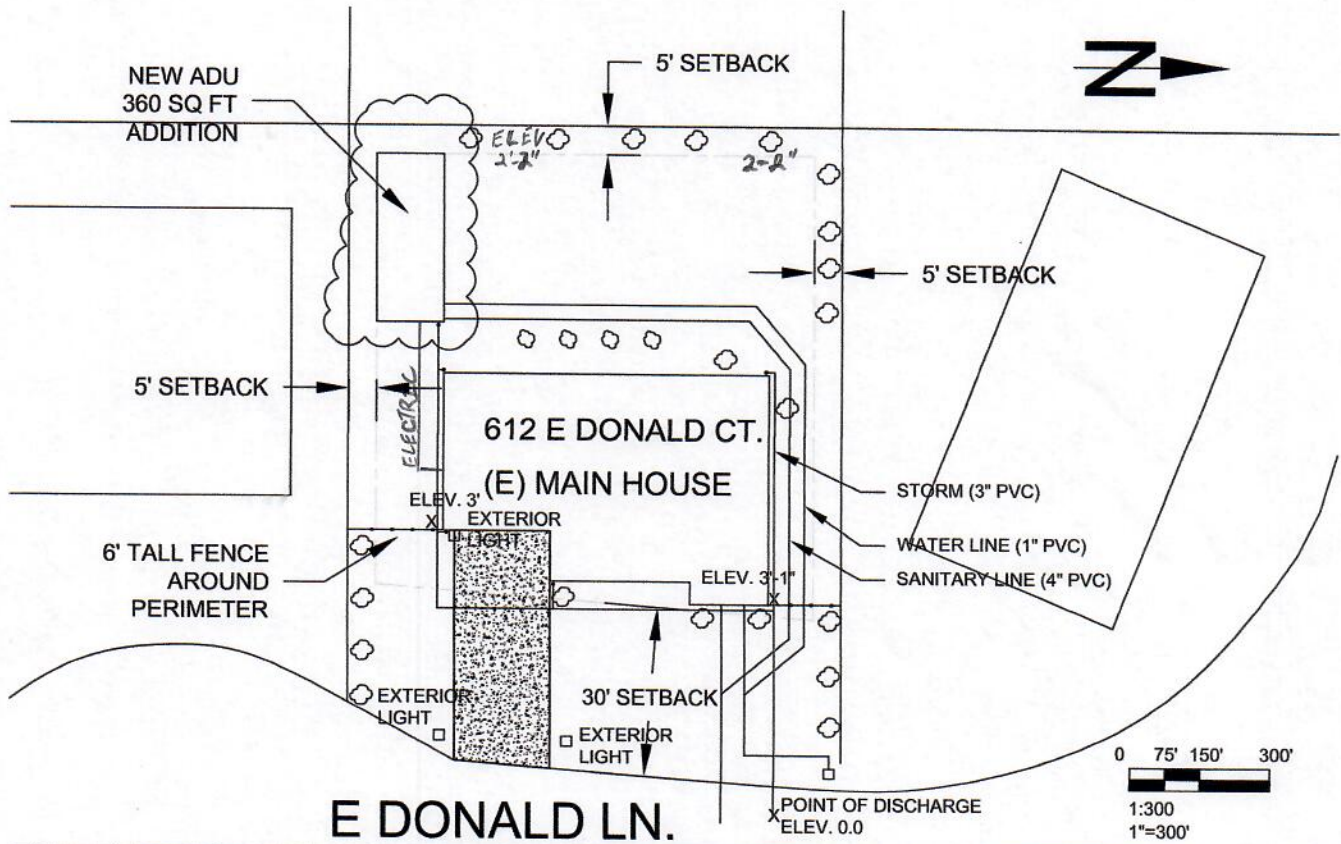 NEW ADU
360 SQ FT
ADDITION
5' SETBACK
N
ELEV
2'-2"
2-2"
5' SETBACK
5' SETBACK
ELECTRIC
612 E DONALD CT.
(E) MAIN HOUSE
ELEV. 3'
EXTERIOR
LIGHT
6' TALL FENCE
AROUND
PERIMETER
STORM (3" PVC)
WATER LINE (1" PVC)
SANITARY LINE (4" PVC)
ELEV. 3'-1"
X
X
30' SETBACK
EXTERIOR
LIGHT
EXTERIOR
LIGHT
E DONALD LN.
X
POINT OF DISCHARGE
ELEV. 0.0
0 75' 150' 300'
1:300
1"=300'